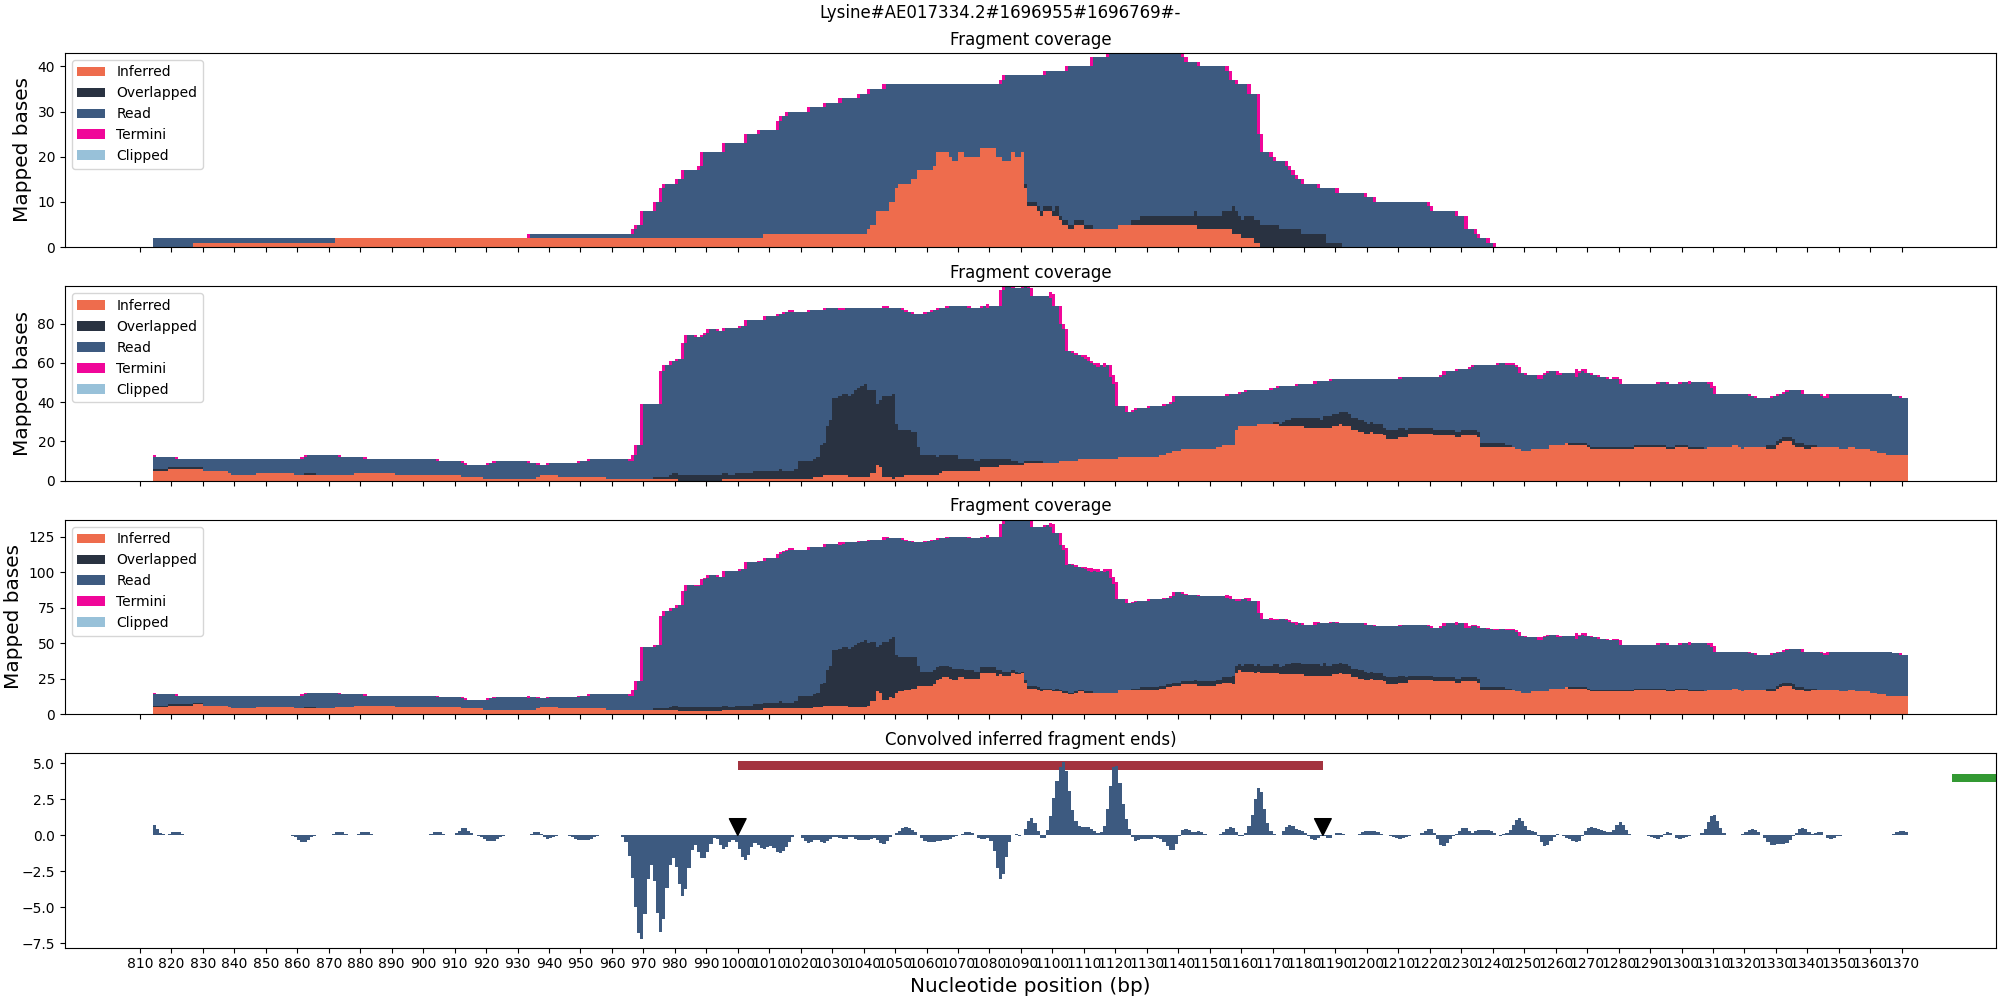 Lysine#AE017334.2#1696955#1696769#-
Fragment coverage
Mapped bases
40
30
20
10
0
Inferred
Overlapped
Read
Termini
Clipped
Fragment coverage
Mapped bases
80
60
40
20
0
Inferred
Overlapped
Read
Termini
Clipped
Fragment coverage
Mapped bases
125
100
75
50
25
0
Inferred
Overlapped
Read
Termini
Clipped
Convolved inferred fragment ends)
5.0
2.5
0.0
−2.5
−5.0
−7.5
810 820 830 840 850 860 870 880 890 900 910 920 930 940 950 960 970 980 990 1000 1010 1020 1030 1040 1050 1060 1070 1080 1090 1100 1110 1120 1130 1140 1150 1160 1170 1180 1190 1200 1210 1220 1230 1240 1250 1260 1270 1280 1290 1300 1310 1320 1330 1340 1350 1360 1370
Nucleotide position (bp)